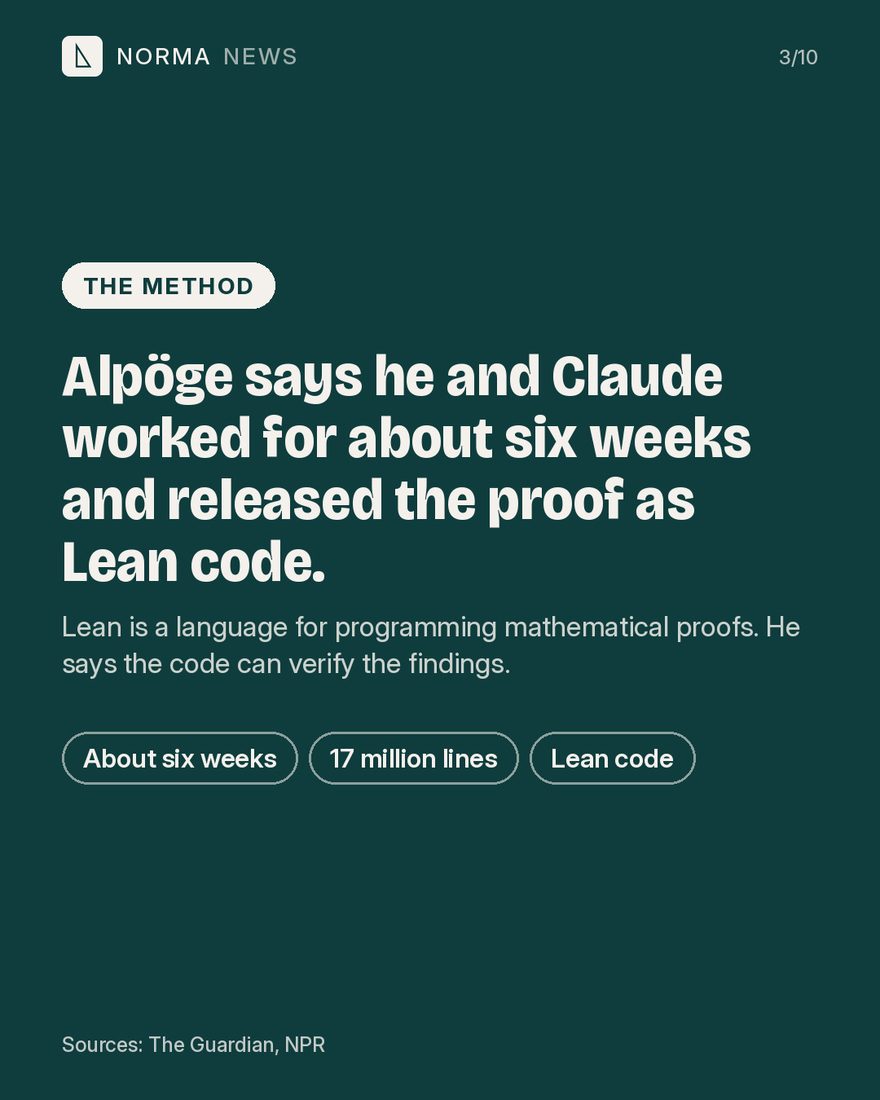 NORMA NEWS
3/10
THE METHOD
Alpöge says he and Claude
worked for about six weeks
and released the proof as
Lean code.
Lean is a language for programming mathematical proofs. He
says the code can verify the findings.
About six weeks
17 million lines
Lean code
Sources: The Guardian, NPR